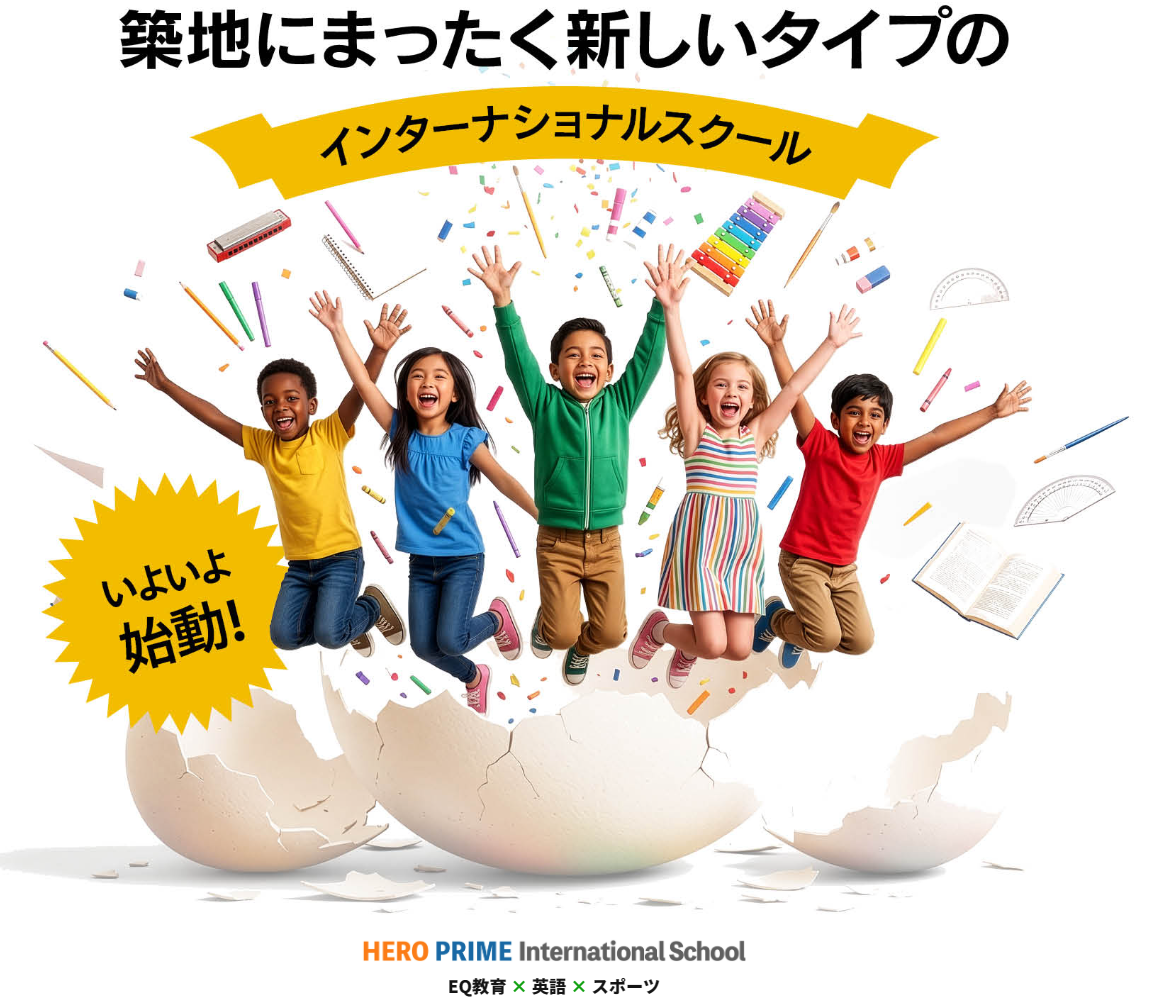 築地にまったく新しいタイプの
インターナショナルスクール
いよいよ
始動!
HERO PRIME International School
EQ教育 × 英語 × スポーツ